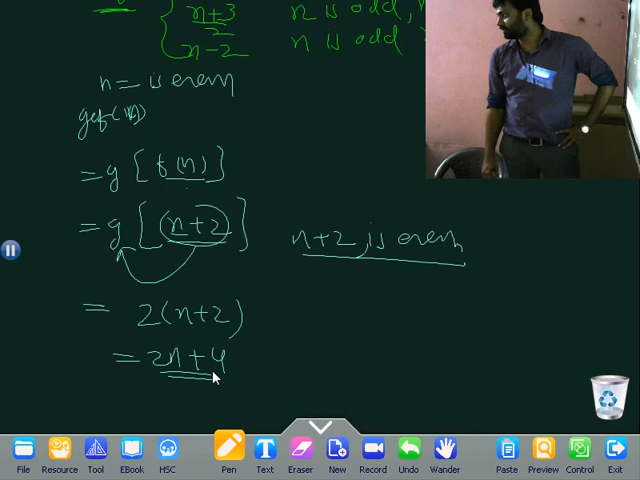 n+3
2
n is odd,
n-2 n is odd
n = is even
gof(n)
= g [ f(n) ]
= g [ (n+2) ] n+2, is even
= 2(n+2)
= 2n+4
File Resource Tool EBook HSC Pen Text Eraser New Record Undo Wander Paste Preview Control Exit